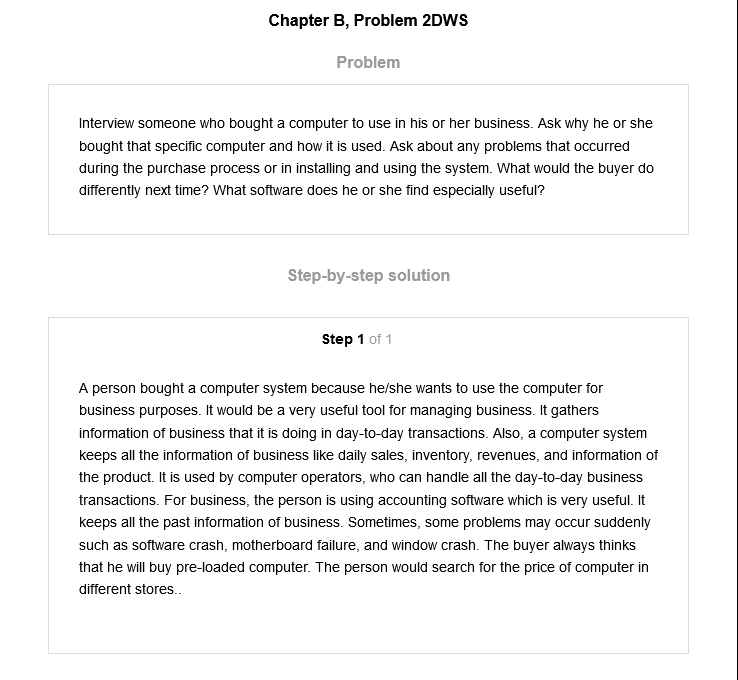 Chapter B, Problem 2DWS
Problem
Interview someone who bought a computer to use in his or her business. Ask why he or she
bought that specific computer and how it is used. Ask about any problems that occurred
during the purchase process or in installing and using the system. What would the buyer do
differently next time? What software does he or she find especially useful?
Step-by-step solution
Step 1 of 1
A person bought a computer system because he/she wants to use the computer for
business purposes. It would be a very useful tool for managing business. It gathers
information of business that it is doing in day-to-day transactions. Also, a computer system
keeps all the information of business like daily sales, inventory, revenues, and information of
the product. It is used by computer operators, who can handle all the day-to-day business
transactions. For business, the person is using accounting software which is very useful. It
keeps all the past information of business. Sometimes, some problems may occur suddenly
such as software crash, motherboard failure, and window crash. The buyer always thinks
that he will buy pre-loaded computer. The person would search for the price of computer in
different stores..